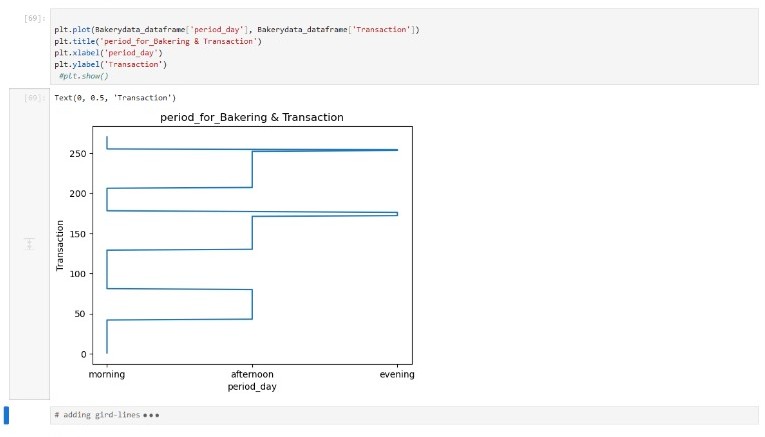 [69]:
plt.plot(Bakerydata_dataframe['period_day'], Bakerydata_dataframe['Transaction'])
plt.title('period_for_Bakering & Transaction')
plt.xlabel('period_day')
plt.ylabel('Transaction')
#plt.show()
[69]:
Text(0, 0.5, 'Transaction')
period_for_Bakering & Transaction
250
200
150
100
50
0
Transaction
morning
afternoon
evening
period_day
# adding gird-lines •••